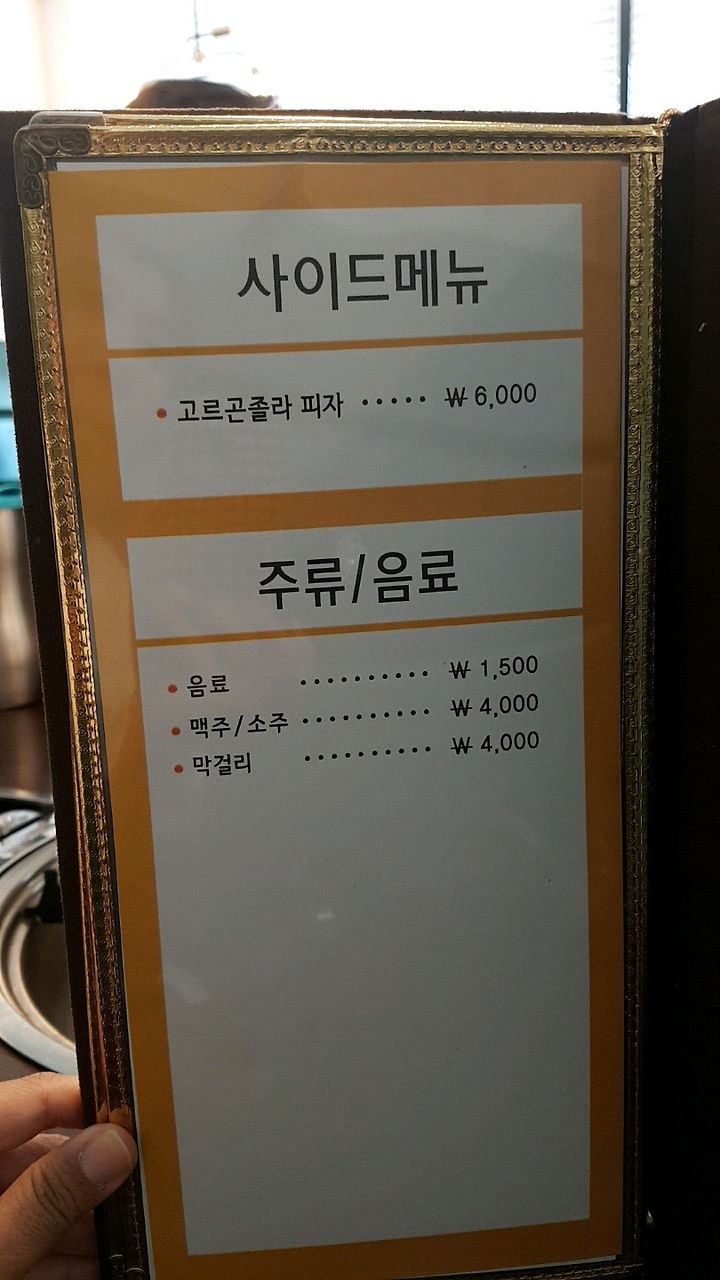 사이드메뉴
• 고르곤졸라 피자 ····· ₩ 6,000
주류/음료
• 음료 ·········· ₩ 1,500
• 맥주/소주 ·········· ₩ 4,000
• 막걸리 ·········· ₩ 4,000